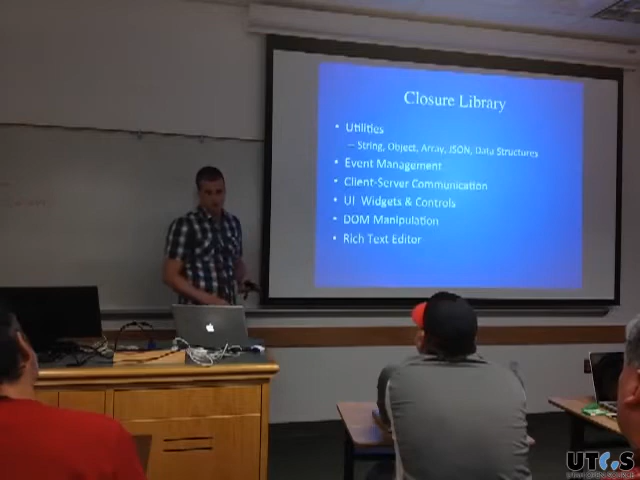 Closure Library
• Utilities
– String, Object, Array, JSON, Data Structures
• Event Management
• Client-Server Communication
• UI Widgets & Controls
• DOM Manipulation
• Rich Text Editor
UTOS